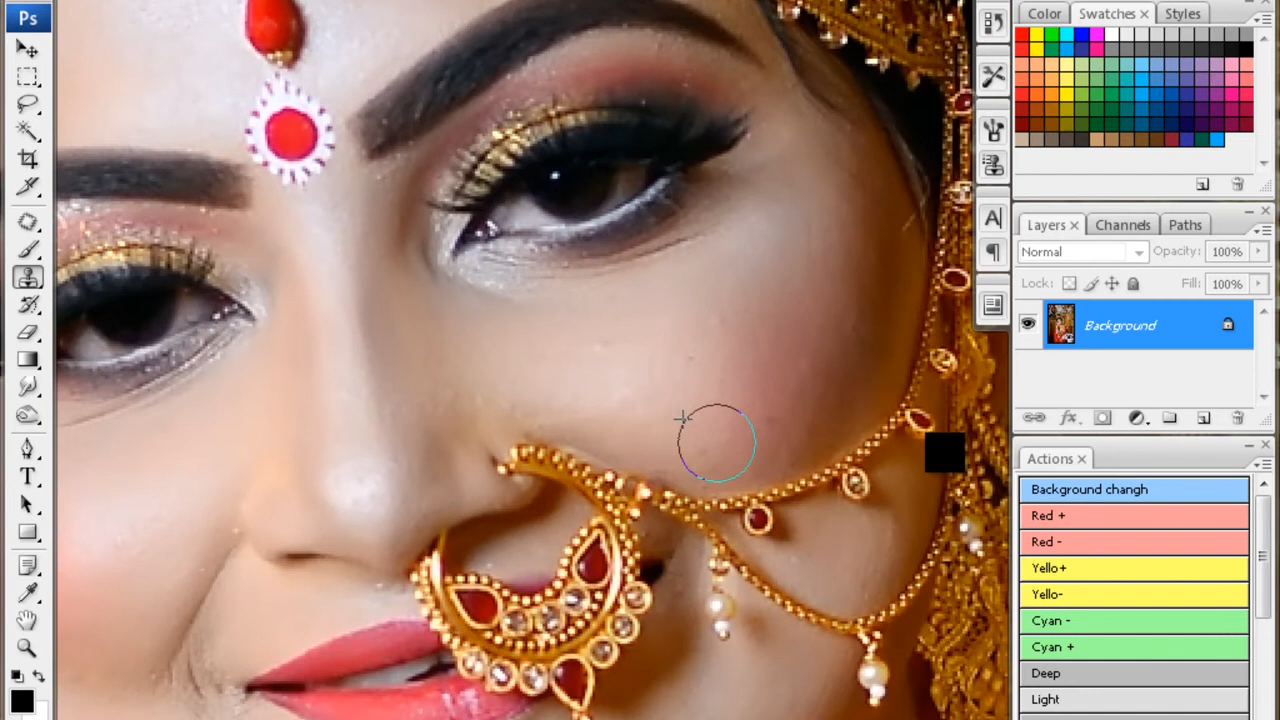 Ps
Color Swatches × Styles
Layers × Channels Paths
Normal Opacity: 100%
Lock: Fill: 100%
Background
Actions ×
Background changh
Red +
Red -
Yello+
Yello-
Cyan -
Cyan +
Deep
Light
A
T
fx